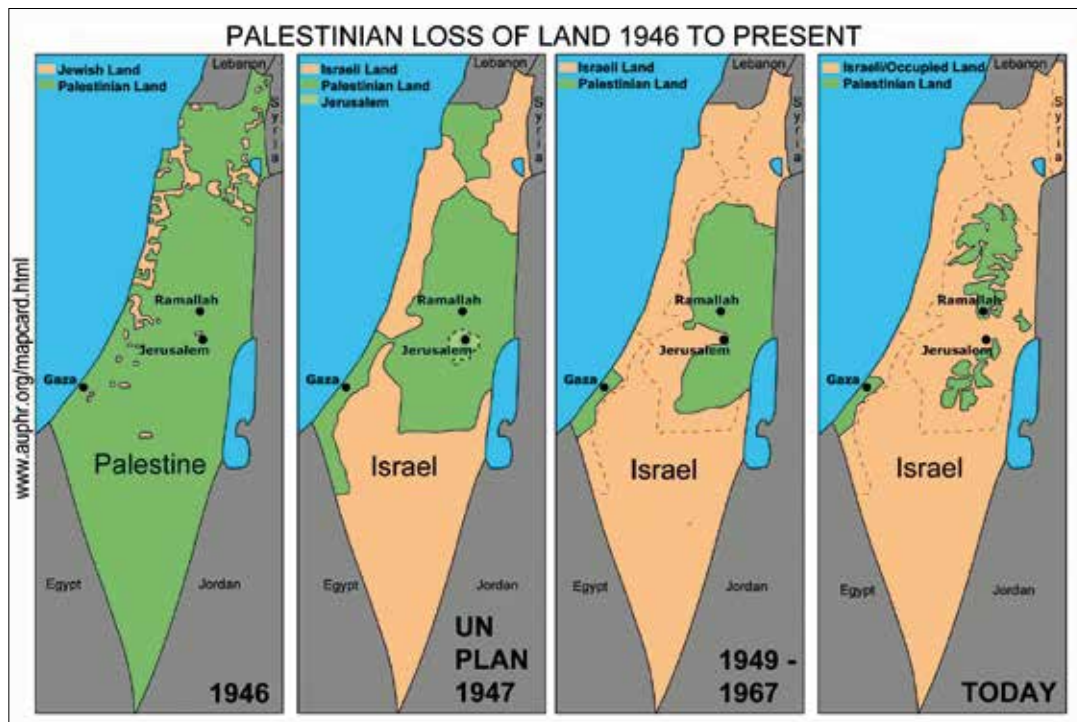 PALESTINIAN LOSS OF LAND 1946 TO PRESENT
www.auphr.org/mapcard.html
Jewish Land
Palestinian Land
Lebanon
Syria
Ramallah
Jerusalem
Gaza
Palestine
Egypt
Jordan
1946
Israeli Land
Palestinian Land
Jerusalem
Lebanon
Syria
Ramallah
Jerusalem
Gaza
Israel
Egypt
Jordan
UN
PLAN
1947
Israeli Land
Palestinian Land
Lebanon
Syria
Ramallah
Jerusalem
Gaza
Israel
Egypt
Jordan
1949 -
1967
Israeli/Occupied Land
Palestinian Land
Lebanon
Syria
Ramallah
Jerusalem
Gaza
Israel
Egypt
Jordan
TODAY